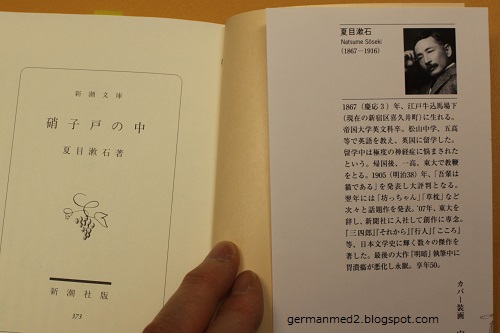 新潮文庫
硝子戸の中
夏目漱石著
新潮社版
373
夏目漱石
Natsume Sôseki
(1867—1916)
1867（慶応3）年、江戸牛込馬場下
（現在の新宿区喜久井町）に生れる。
帝国大学英文科卒。松山中学、五高
等で英語を教え、英国に留学した。
留学中は極度の神経症に悩まされた
という。帰国後、一高、東大で教鞭
をとる。1905（明治38）年、「吾輩は
猫である」を発表し大評判となる。
翌年には「坊っちゃん」「草枕」など
次々と話題作を発表。'07年、東大を
辞し、新聞社に入社して創作に専念。
『三四郎』『それから』『行人』『こころ』
等、日本文学史に輝く数々の傑作を
著した。最後の大作『明暗』執筆中に
胃潰瘍が悪化し永眠。享年50。
カバー装画
germanmed2.blogspot.com